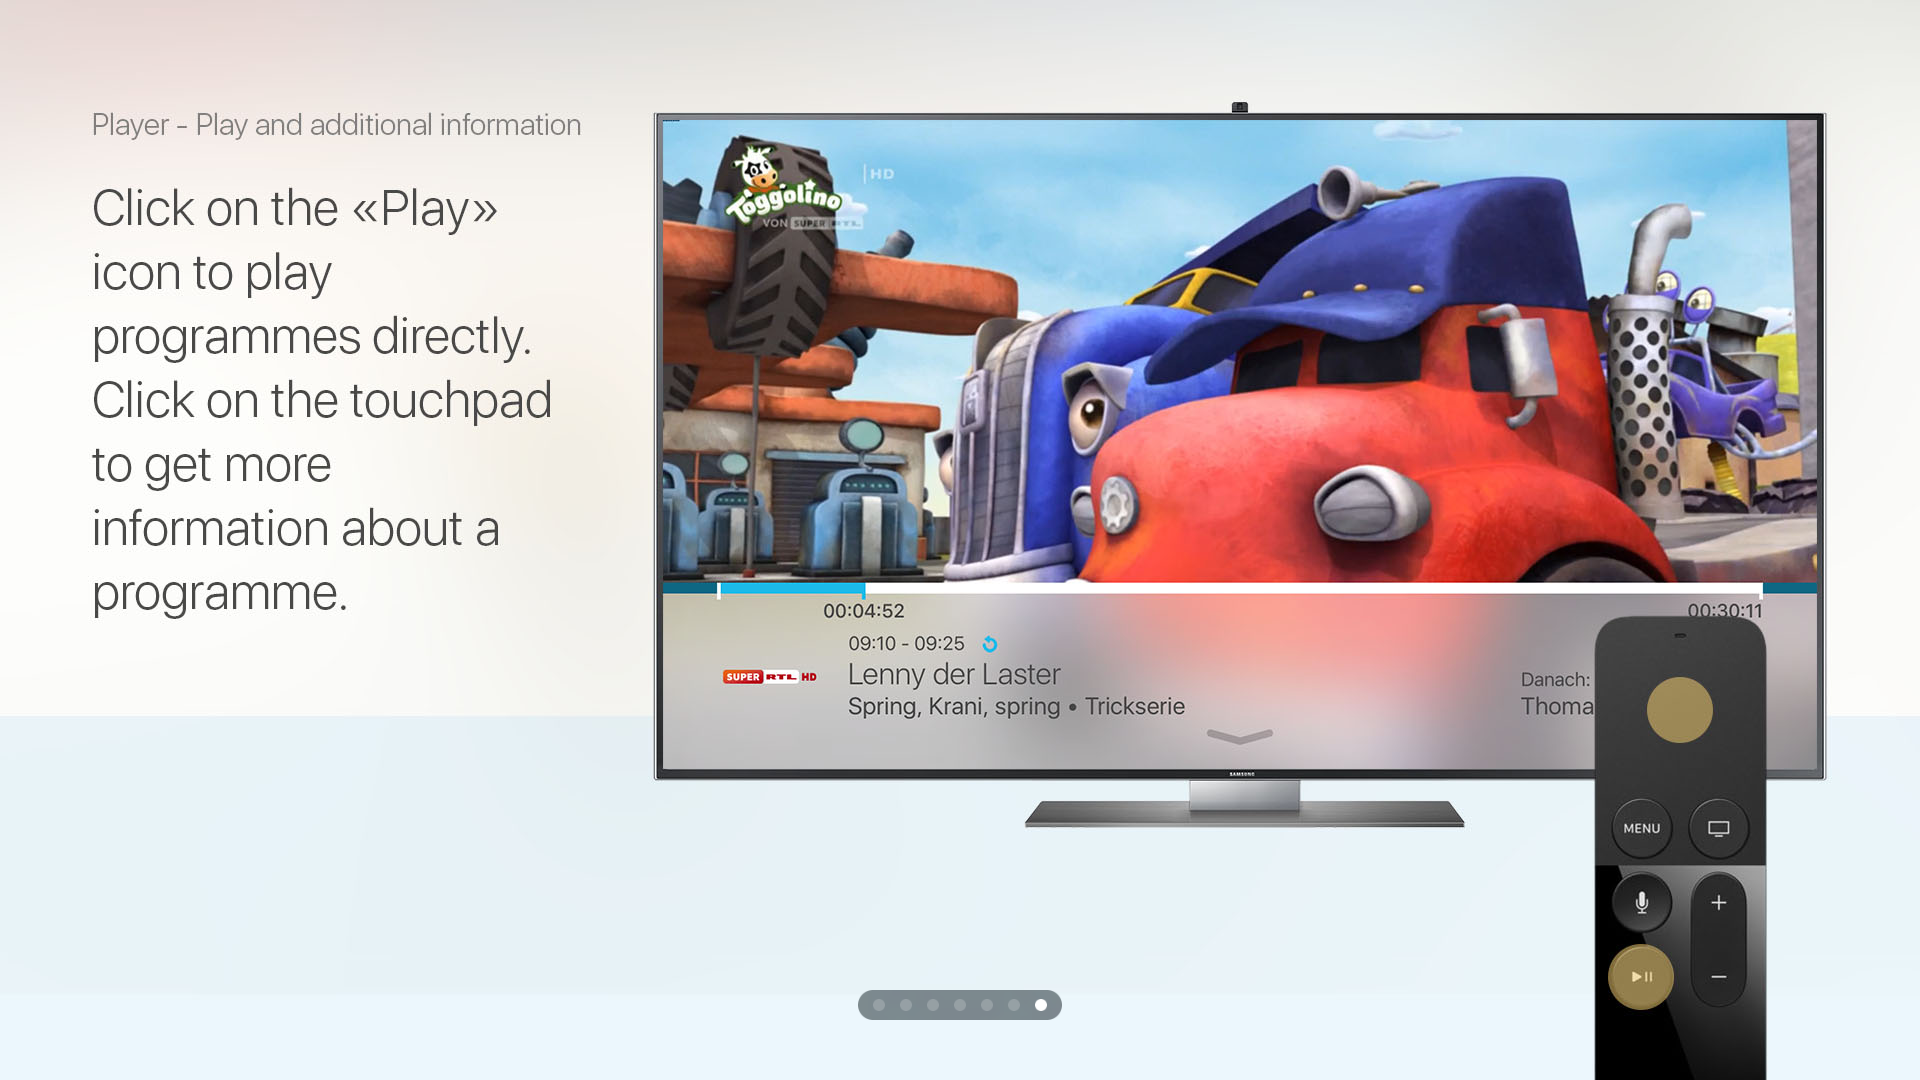 Player - Play and additional information
Click on the «Play»
icon to play
programmes directly.
Click on the touchpad
to get more
information about a
programme.
Toggolino
VON SUPER RTL
HD
00:04:52
00:30:11
09:10 - 09:25
SUPER RTL HD
Lenny der Laster
Spring, Krani, spring • Trickserie
Danach:
Thoma
SAMSUNG
MENU